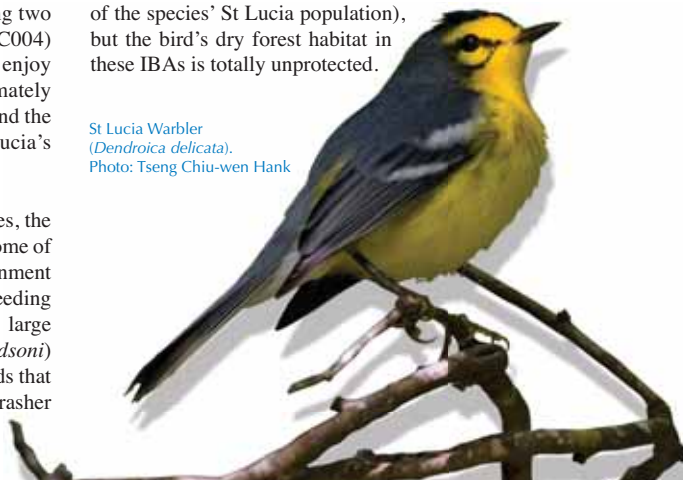 ng two
C004)
enjoy
mately
nd the
ucia’s
es, the
ome of
nment
eeding
large
dsoni)
ds that
rasher
of the species’ St Lucia population),
but the bird’s dry forest habitat in
these IBAs is totally unprotected.
St Lucia Warbler
(Dendroica delicata).
Photo: Tseng Chiu-wen Hank